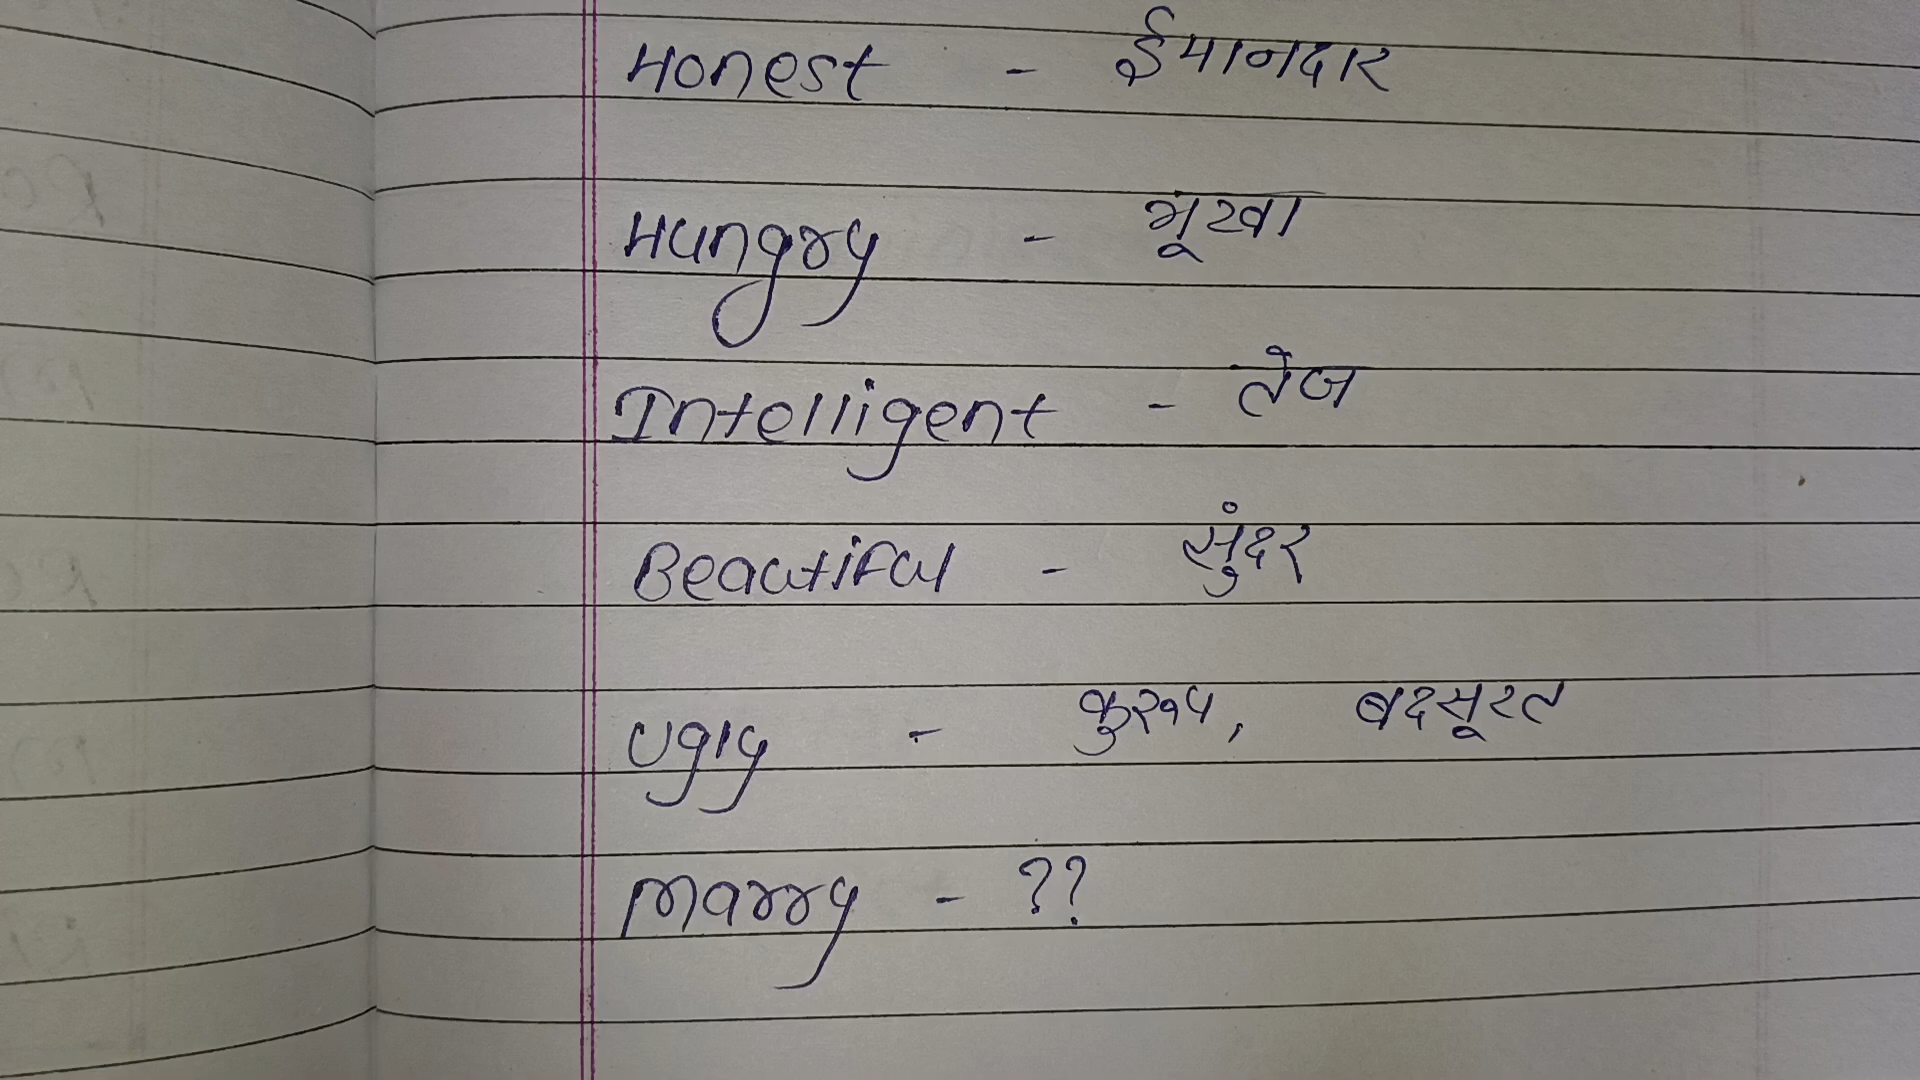 Honest - ईमानदार
Hungry - भूखा
Intelligent - तेज
Beautiful - सुंदर
Ugly - कुरूप, बदसूरत
Marry - ??